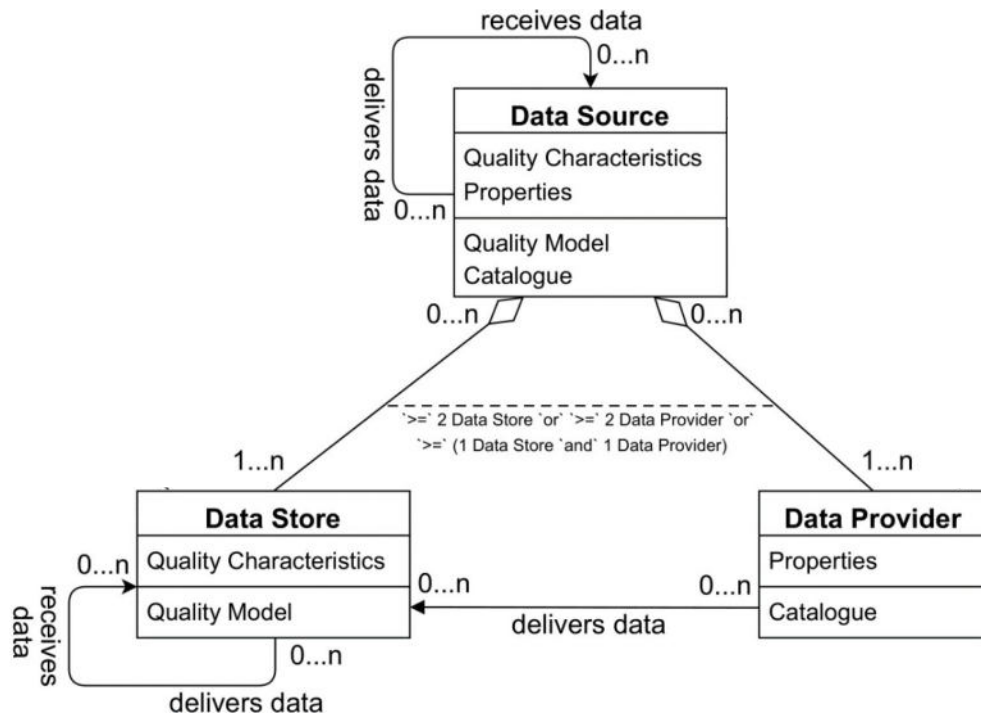 receives data
0...n
delivers data
Data Source
Quality Characteristics
Properties
0...n
Quality Model
Catalogue
0...n
0...n
`>=` 2 Data Store `or` `>=` 2 Data Provider `or`
`>=` (1 Data Store `and` 1 Data Provider)
1...n
1...n
Data Store
Data Provider
0...n
Quality Characteristics
0...n
0...n
Properties
receives
data
Quality Model
delivers data
Catalogue
0...n
delivers data